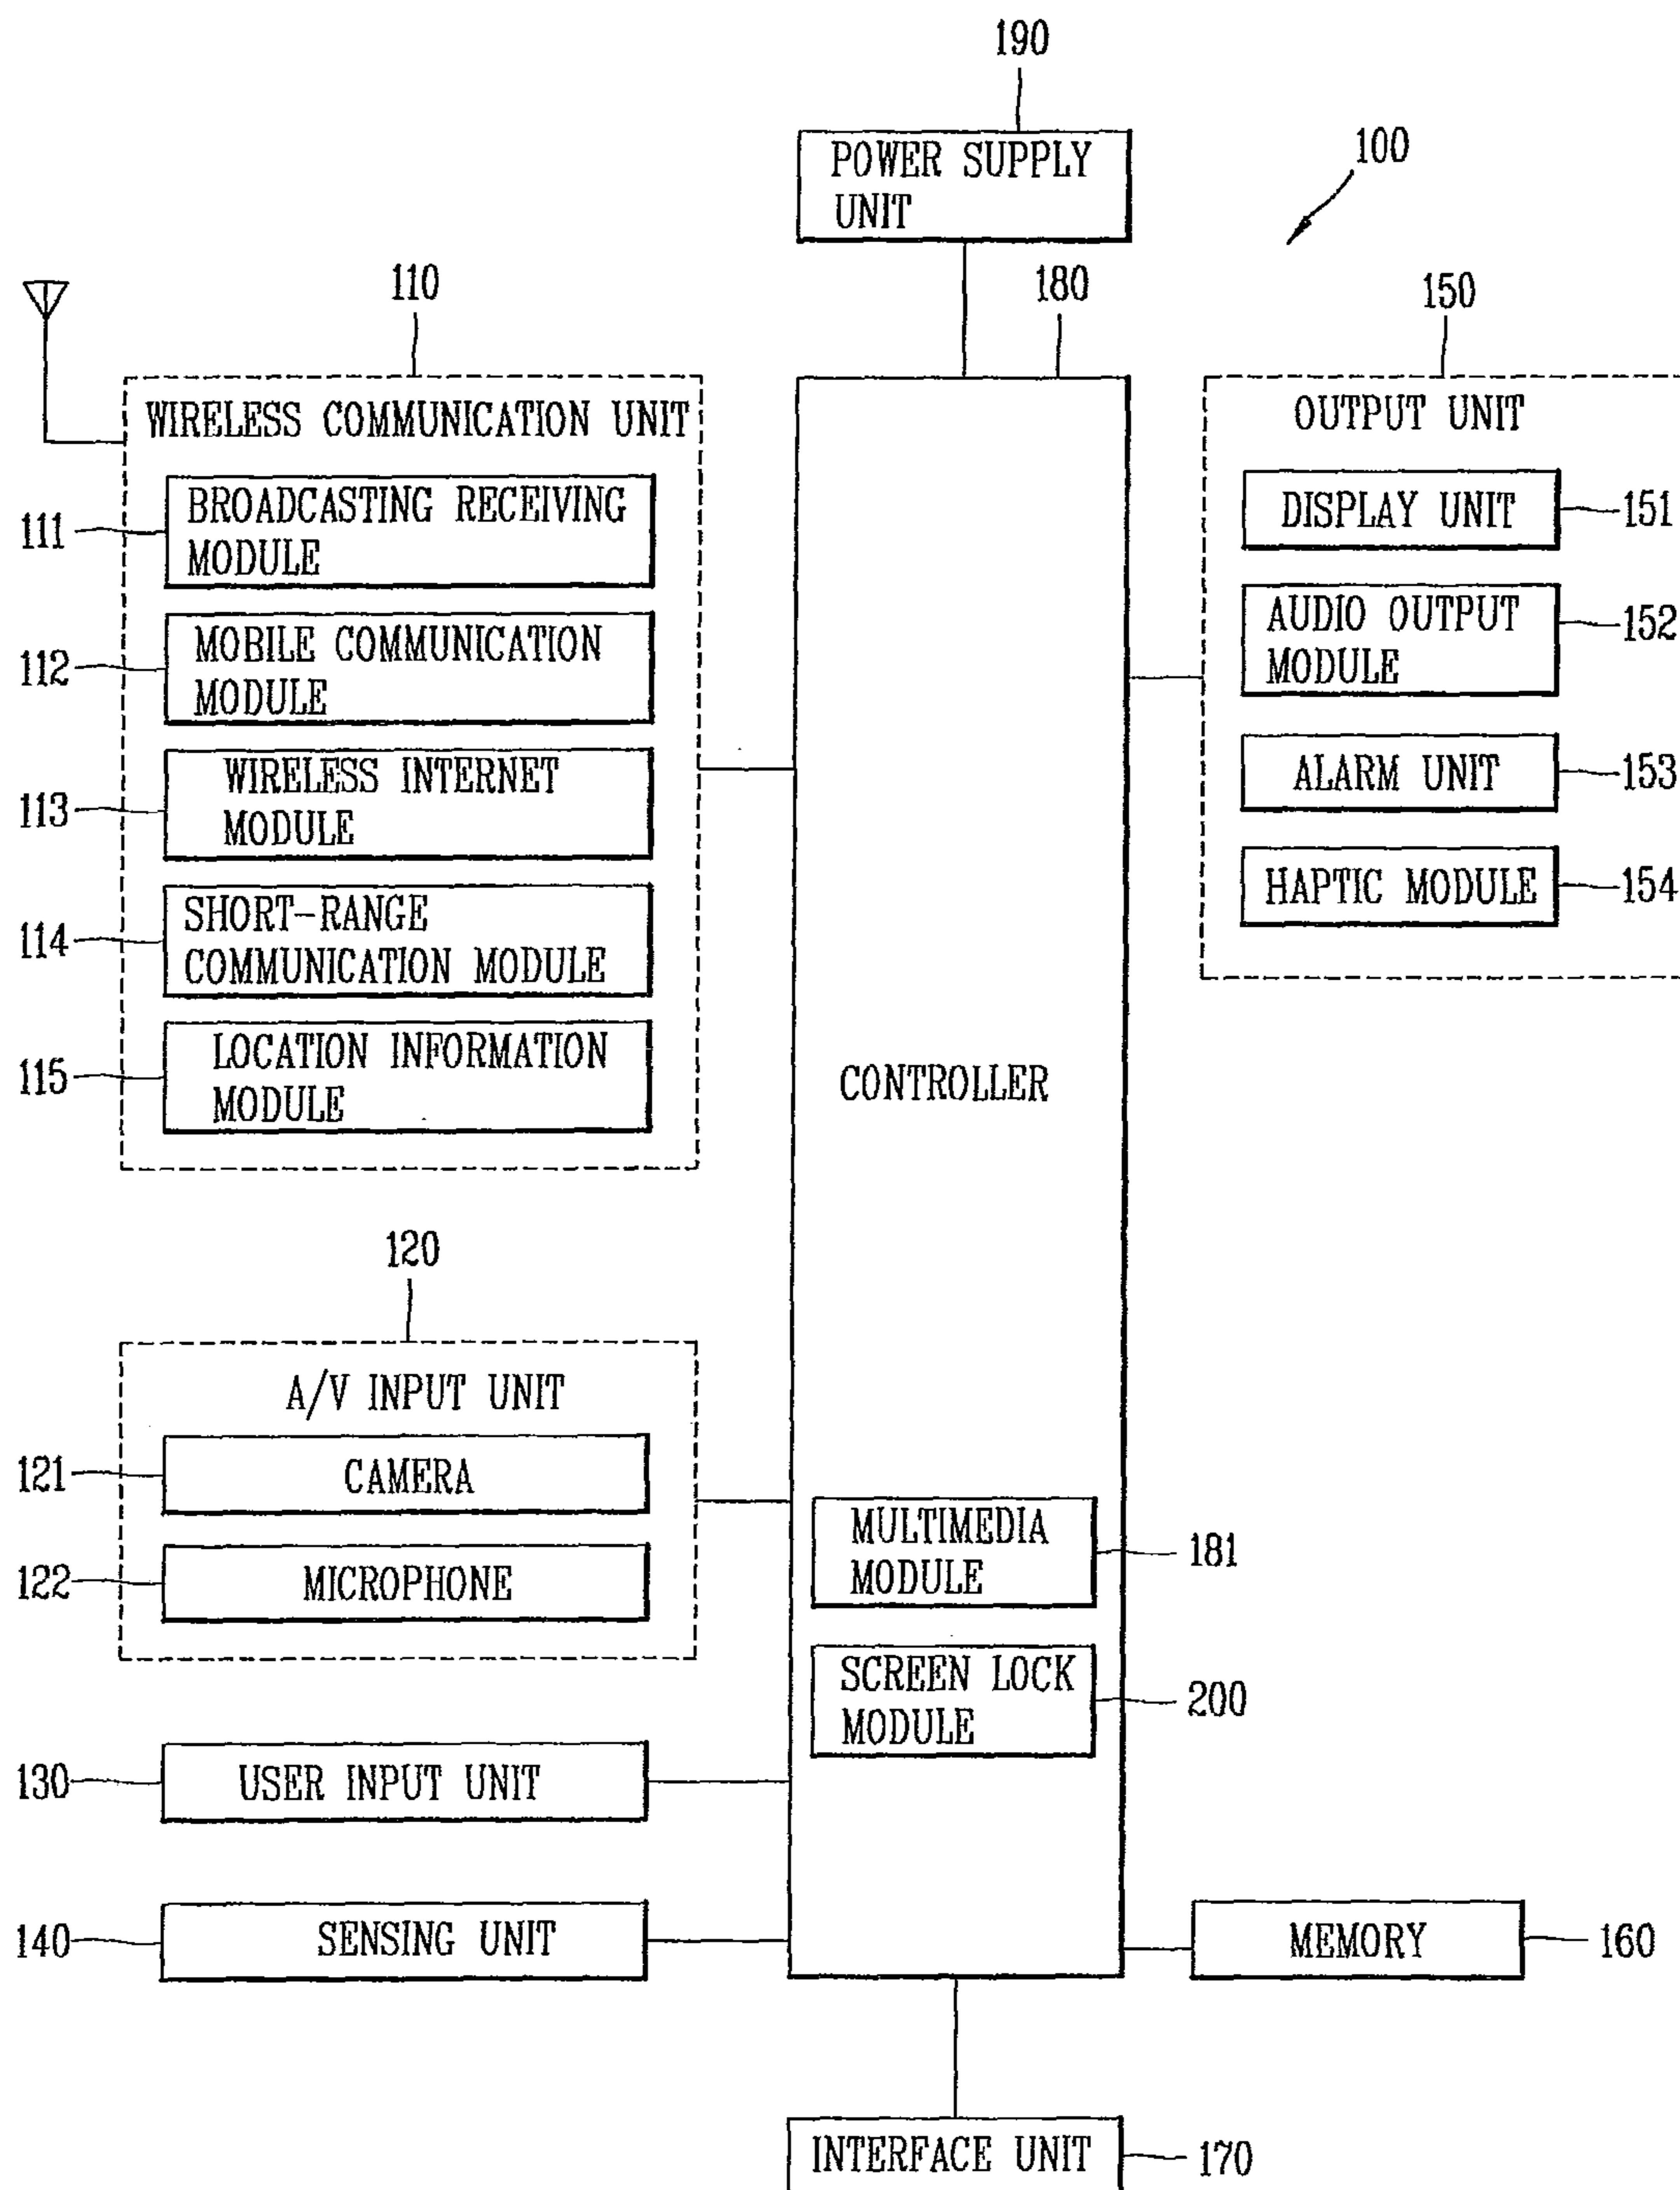 190
POWER SUPPLY
UNIT
100
110
180
150
WIRELESS COMMUNICATION UNIT
111
BROADCASTING RECEIVING
MODULE
112
MOBILE COMMUNICATION
MODULE
113
WIRELESS INTERNET
MODULE
114
SHORT-RANGE
COMMUNICATION MODULE
115
LOCATION INFORMATION
MODULE
OUTPUT UNIT
DISPLAY UNIT
151
AUDIO OUTPUT
MODULE
152
ALARM UNIT
153
HAPTIC MODULE
154
CONTROLLER
120
A/V INPUT UNIT
121
CAMERA
122
MICROPHONE
MULTIMEDIA
MODULE
181
SCREEN LOCK
MODULE
200
130
USER INPUT UNIT
140
SENSING UNIT
MEMORY
160
INTERFACE UNIT
170